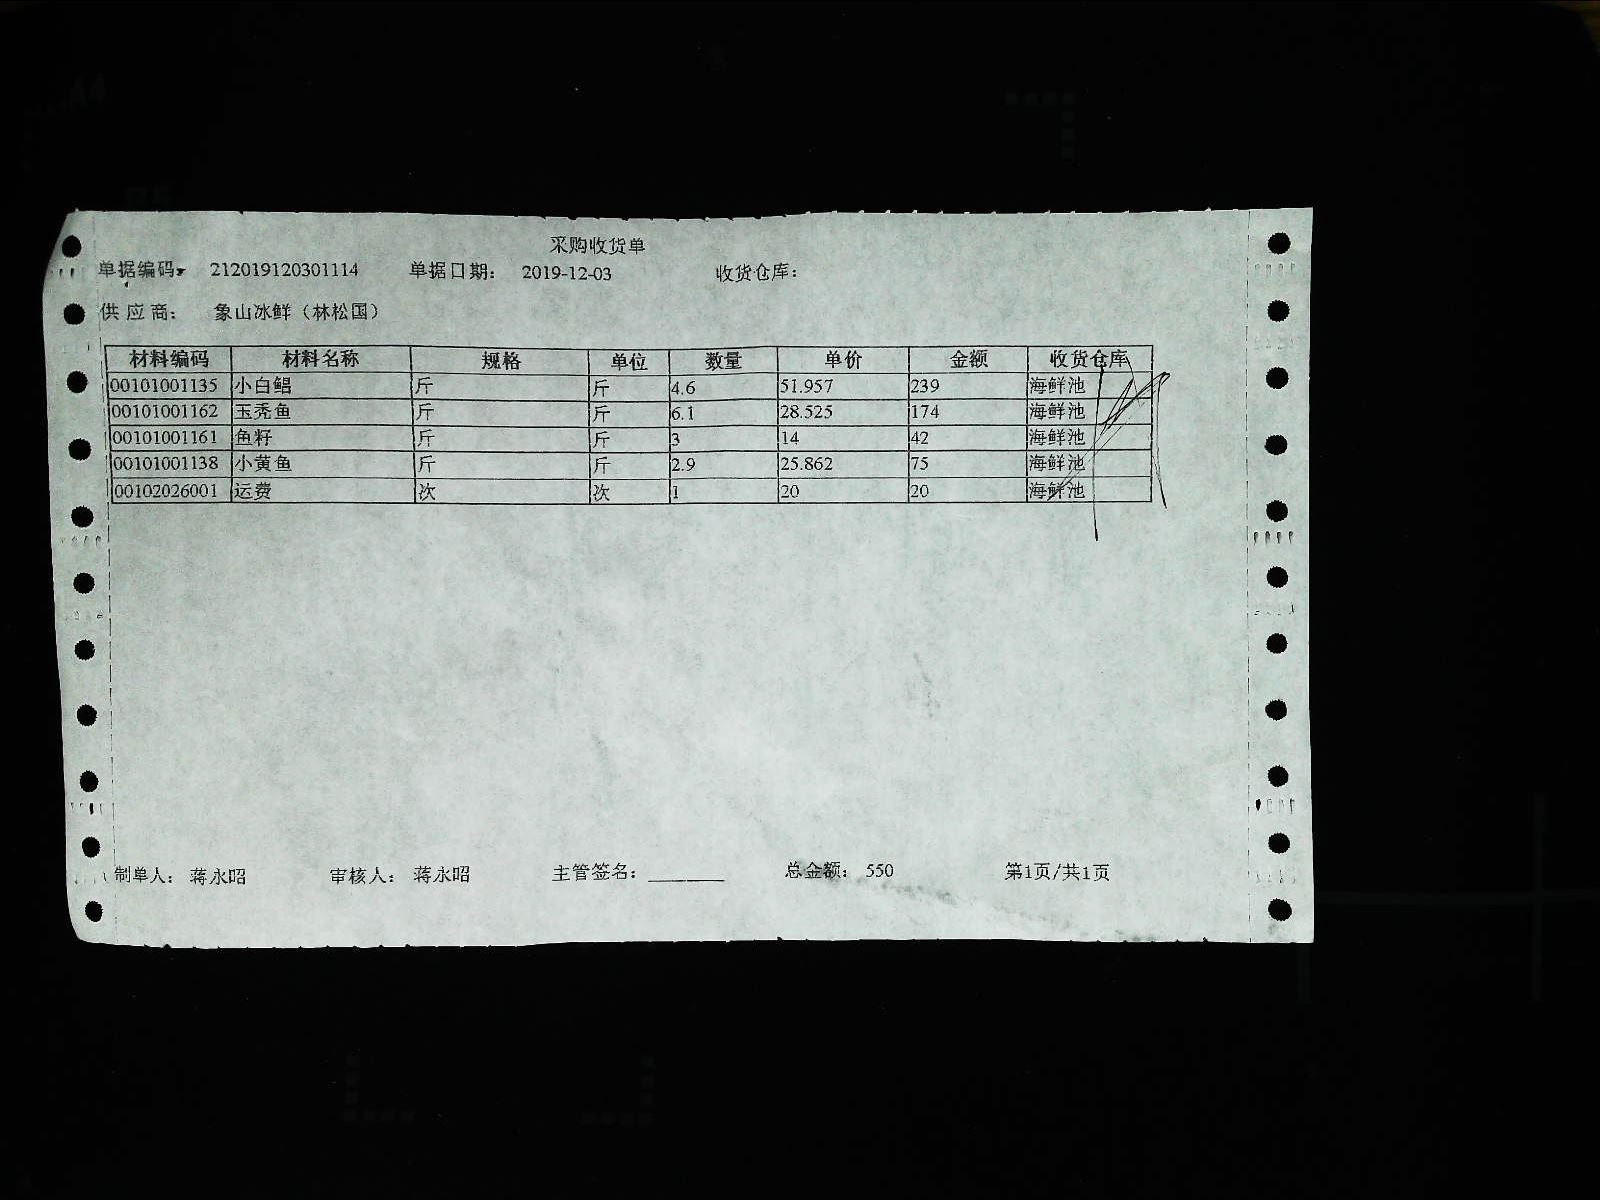 采购收货单
单据编码: 212019120301114 单据日期: 2019-12-03 收货仓库:
供应商: 象山冰鲜（林松国）
材料编码 材料名称 规格 单位 数量 单价 金额 收货仓库
00101001135 小白鲳 斤 斤 4.6 51.957 239 海鲜池
00101001162 玉秃鱼 斤 斤 6.1 28.525 174 海鲜池
00101001161 鱼籽 斤 斤 3 14 42 海鲜池
00101001138 小黄鱼 斤 斤 2.9 25.862 75 海鲜池
00102026001 运费 次 次 1 20 20 海鲜池
制单人: 蒋永昭 审核人: 蒋永昭 主管签名:________ 总金额: 550 第1页/共1页